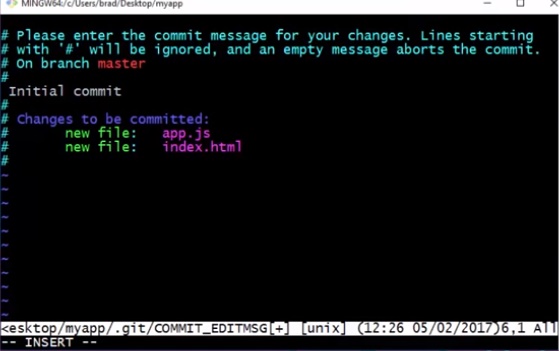 MINGW64:/c/Users/brad/Desktop/myapp
# Please enter the commit message for your changes. Lines starting
# with '#' will be ignored, and an empty message aborts the commit.
# On branch master
#
Initial commit
#
# Changes to be committed:
#       new file:   app.js
#       new file:   index.html
#
~
~
~
~
~
~
~
~
~
~
~
<esktop/myapp/.git/COMMIT_EDITMSG[+] [unix] (12:26 05/02/2017)6,1 All
-- INSERT --